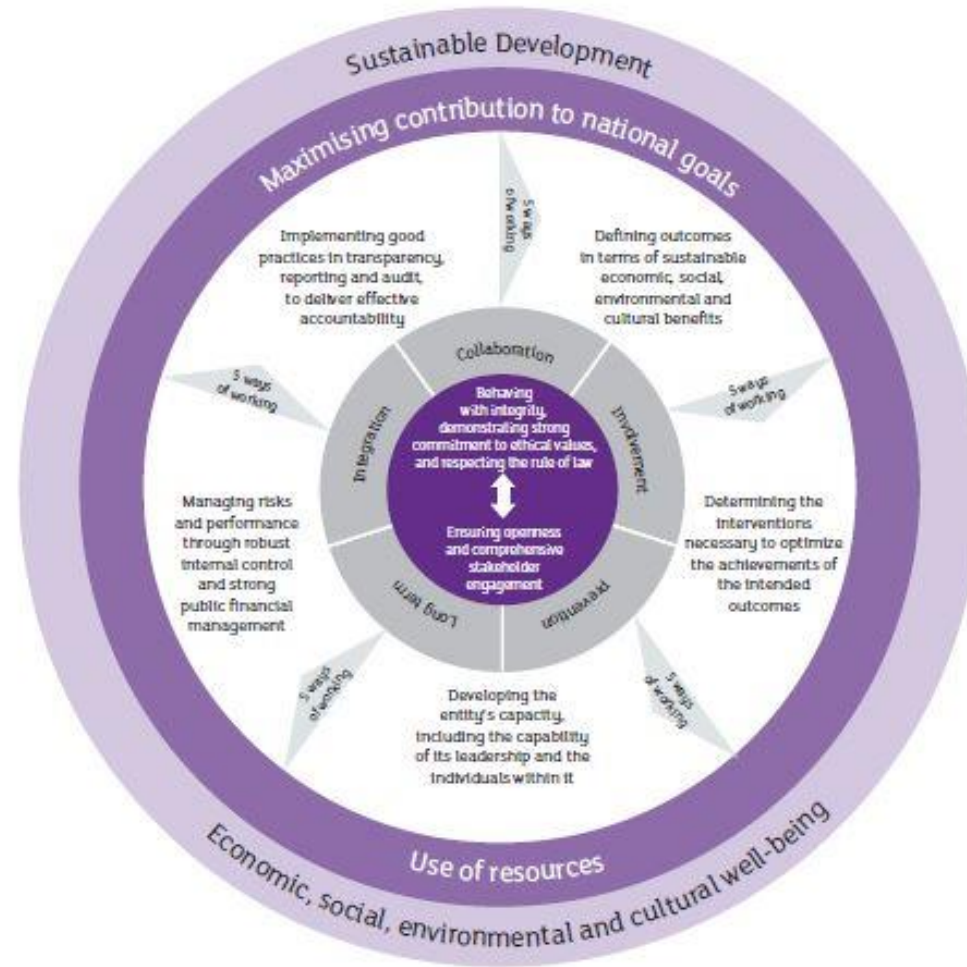 Sustainable Development
Maximising contribution to national goals
5 ways
of working
Implementing good
practices in transparency,
reporting and audit,
to deliver effective
accountability
Defining outcomes
in terms of sustainable
economic, social,
environmental and
cultural benefits
5 ways
of working
5 ways
of working
Collaboration
Integration
Involvement
Behaving
with integrity,
demonstrating strong
commitment to ethical values,
and respecting the rule of law
Ensuring openness
and comprehensive
stakeholder
engagement
Managing risks
and performance
through robust
internal control
and strong
public financial
management
Determining the
interventions
necessary to optimize
the achievements of
the intended
outcomes
Long term
prevention
5 ways
of working
5 ways
of working
Developing the
entity's capacity,
including the capability
of its leadership and the
individuals within it
Use of resources
Economic, social, environmental and cultural well-being